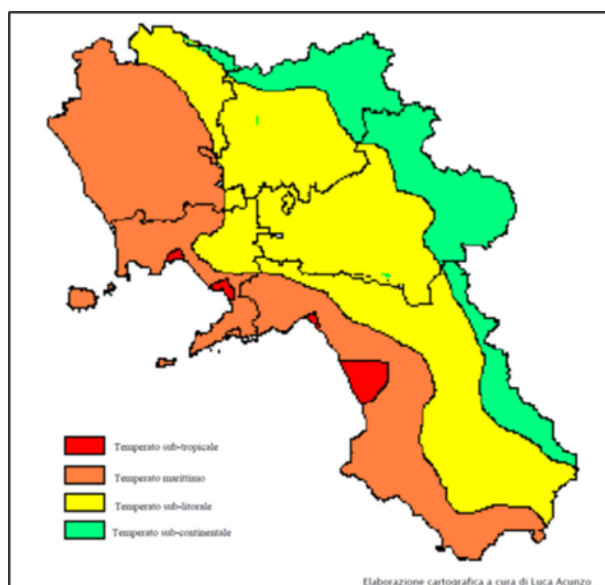 Temperato sub-tropicale
Temperato marittimo
Temperato sub-litorale
Temperato sub-continentale
Elaborazione cartografica a cura di Luca Acunzo